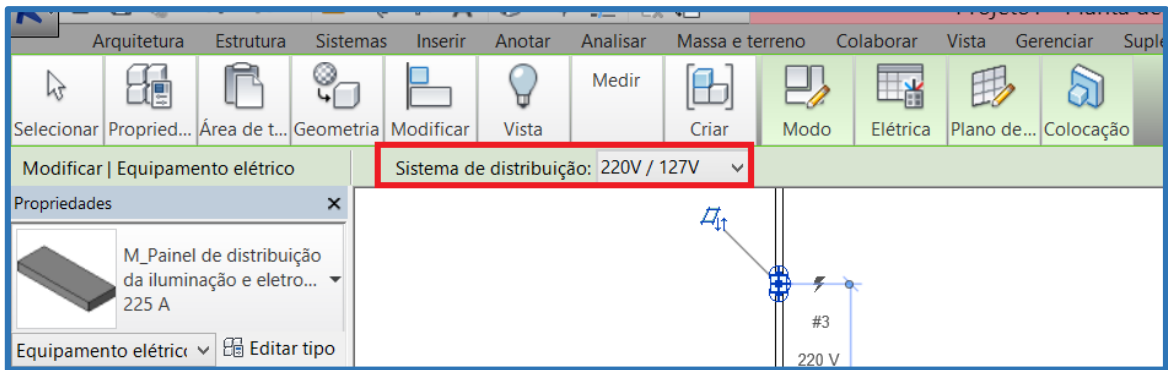 Arquitetura Estrutura Sistemas Inserir Anotar Analisar Massa e terreno Colaborar Vista Gerenciar Suple
Medir
Selecionar Propried... Área de t... Geometria Modificar Vista Criar Modo Elétrica Plano de... Colocação
Modificar | Equipamento elétrico Sistema de distribuição: 220V / 127V
Propriedades
M_Painel de distribuição
da iluminação e eletro...
225 A
#3
Equipamento elétric Editar tipo
220 V